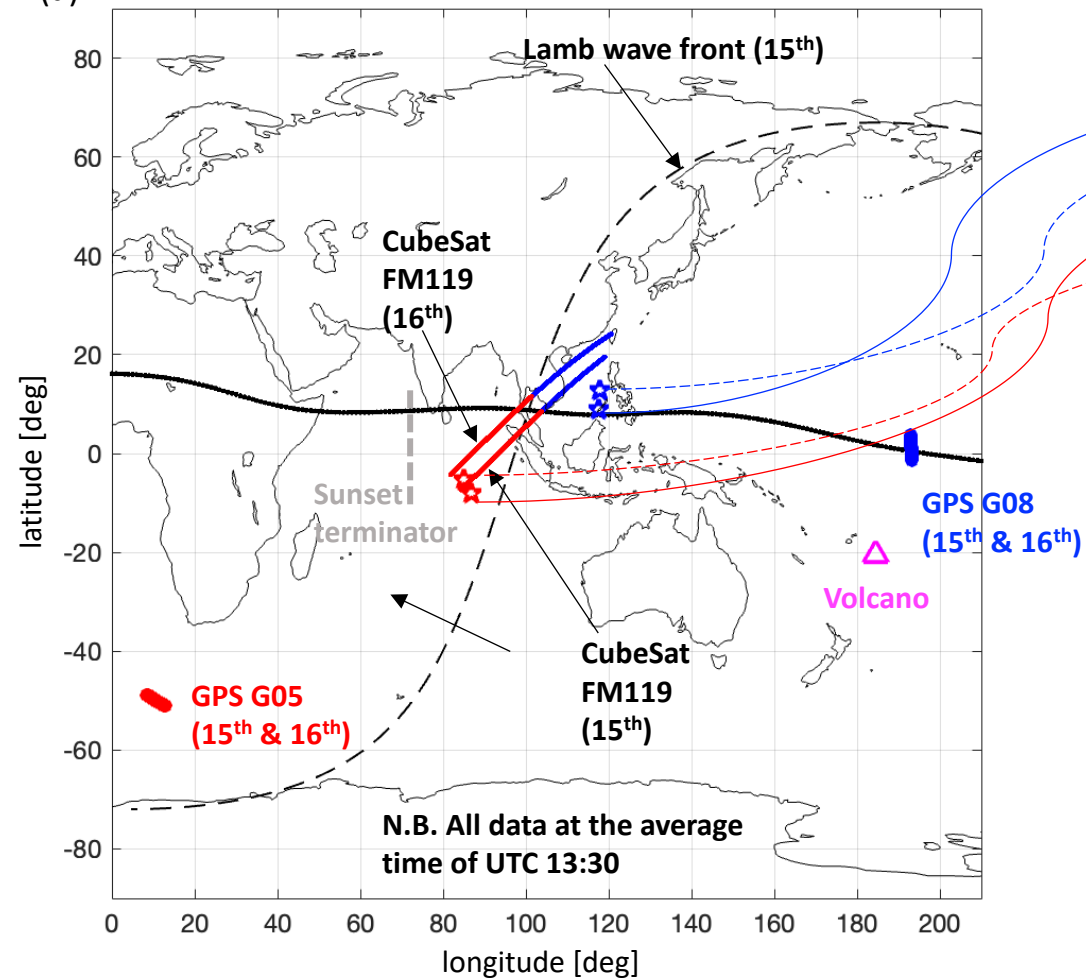 Lamb wave front (15th)
80
60
40
20
0
-20
-40
-60
-80
latitude [deg]
CubeSat
FM119
(16th)
Sunset
terminator
GPS G08
(15th & 16th)
Volcano
CubeSat
FM119
(15th)
GPS G05
(15th & 16th)
N.B. All data at the average
time of UTC 13:30
0 20 40 60 80 100 120 140 160 180 200
longitude [deg]